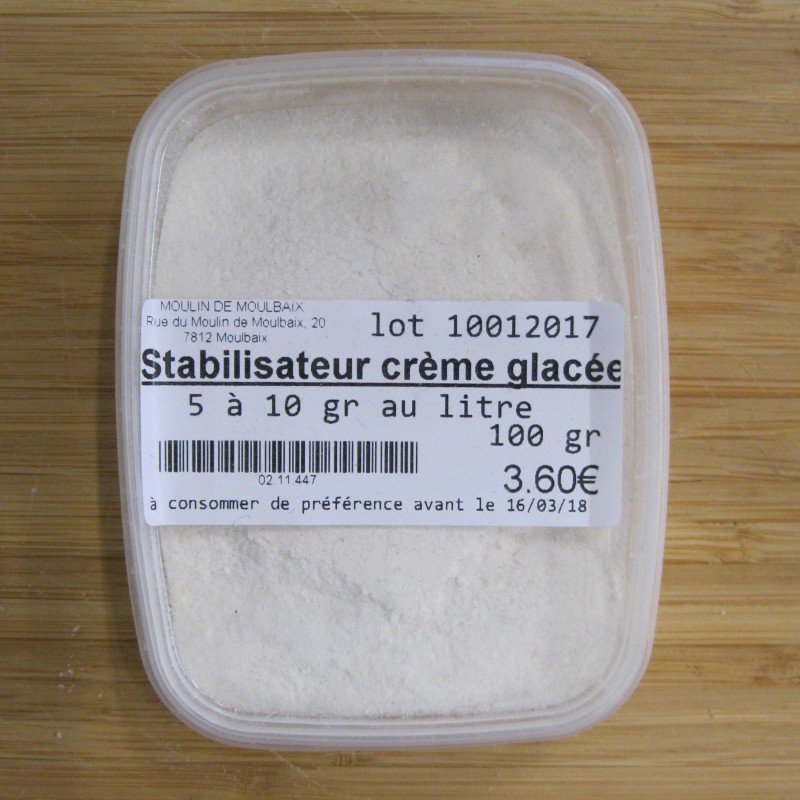 MOULIN DE MOULBAIX
Rue du Moulin de Moulbaix, 20
7812 Moulbaix
lot 10012017
Stabilisateur crème glacée
5 à 10 gr au litre
100 gr
02.11.447
3.60€
à consommer de préférence avant le 16/03/18